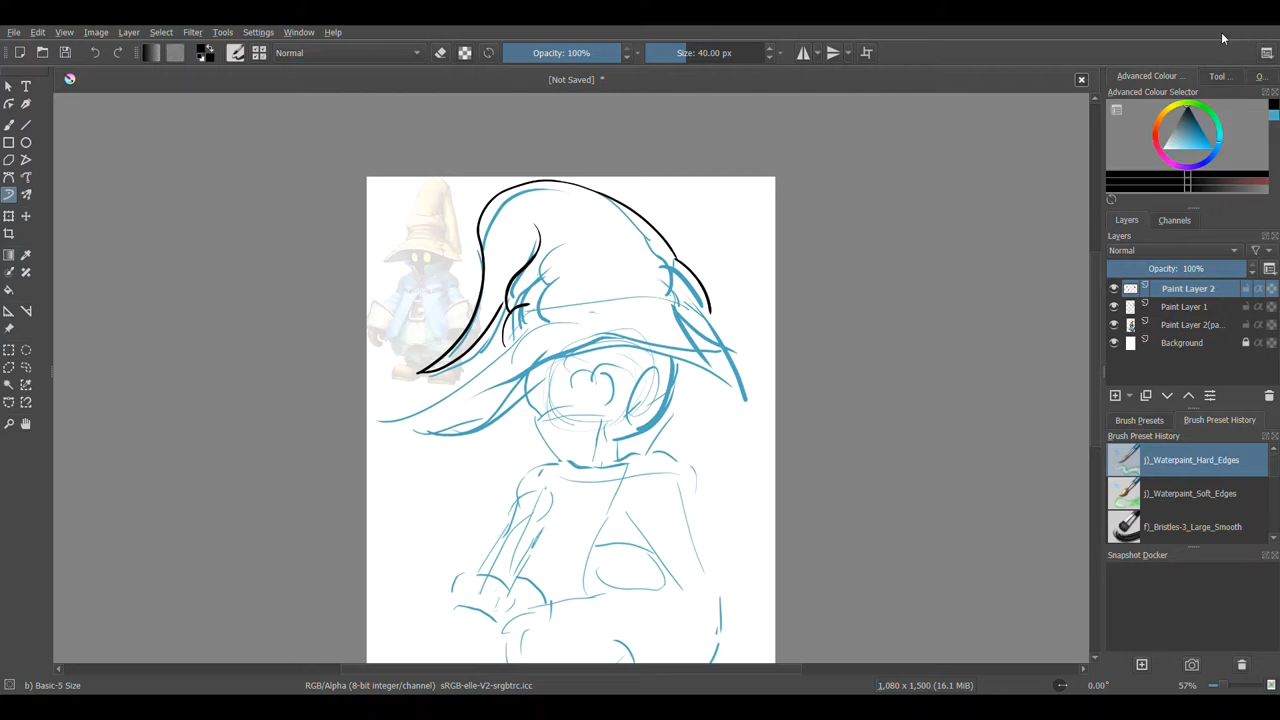 File Edit View Image Layer Select Filter Tools Settings Window Help
Normal Opacity: 100% Size: 40.00 px
[Not Saved] *
Advanced Colour ... Tool ... O...
Advanced Colour Selector
Layers Channels
Layers
Normal
Opacity: 100%
Paint Layer 2
Paint Layer 1
Paint Layer 2(pa...
Background
Brush Presets Brush Preset History
Brush Preset History
j)_Waterpaint_Hard_Edges
j)_Waterpaint_Soft_Edges
f)_Bristles-3_Large_Smooth
Snapshot Docker
b) Basic-5 Size RGB/Alpha (8-bit integer/channel) sRGB-elle-V2-srgbtrc.icc 1,080 x 1,500 (16.1 MiB) 0.00° 57%